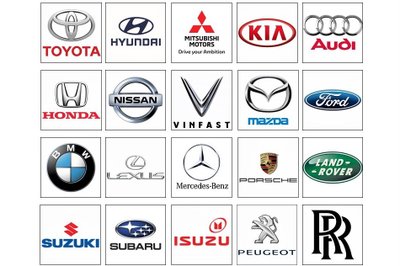 TOYOTA
HYUNDAI
MITSUBISHI
MOTORS
Drive your Ambition
KIA
Audi
HONDA
NISSAN
VINFAST
mazda
Ford
BMW
LEXUS
Mercedes-Benz
PORSCHE
LAND-
ROVER
SUZUKI
SUBARU
ISUZU
PEUGEOT
RR